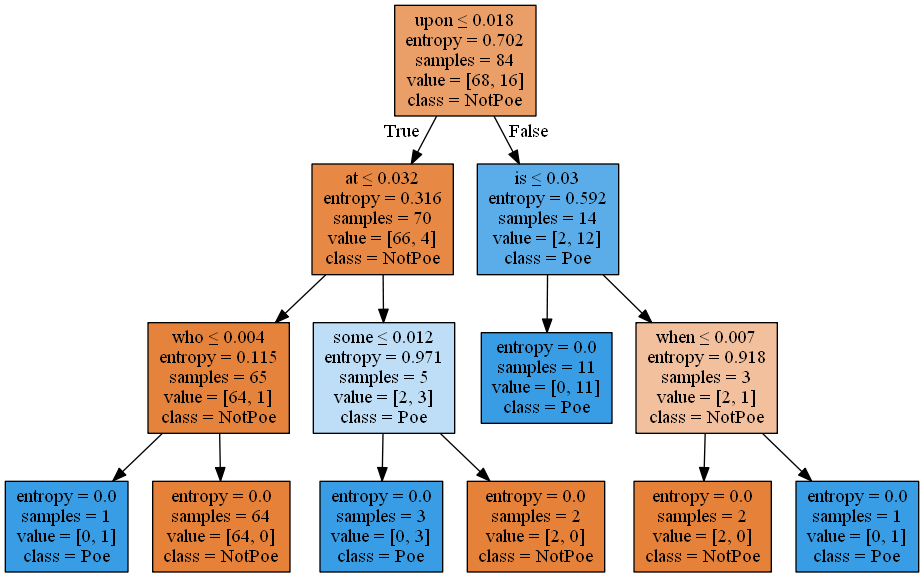 upon ≤ 0.018
entropy = 0.702
samples = 84
value = [68, 16]
class = NotPoe
True
False
at ≤ 0.032
entropy = 0.316
samples = 70
value = [66, 4]
class = NotPoe
is ≤ 0.03
entropy = 0.592
samples = 14
value = [2, 12]
class = Poe
who ≤ 0.004
entropy = 0.115
samples = 65
value = [64, 1]
class = NotPoe
some ≤ 0.012
entropy = 0.971
samples = 5
value = [2, 3]
class = Poe
entropy = 0.0
samples = 11
value = [0, 11]
class = Poe
when ≤ 0.007
entropy = 0.918
samples = 3
value = [2, 1]
class = NotPoe
entropy = 0.0
samples = 1
value = [0, 1]
class = Poe
entropy = 0.0
samples = 64
value = [64, 0]
class = NotPoe
entropy = 0.0
samples = 3
value = [0, 3]
class = Poe
entropy = 0.0
samples = 2
value = [2, 0]
class = NotPoe
entropy = 0.0
samples = 2
value = [2, 0]
class = NotPoe
entropy = 0.0
samples = 1
value = [0, 1]
class = Poe